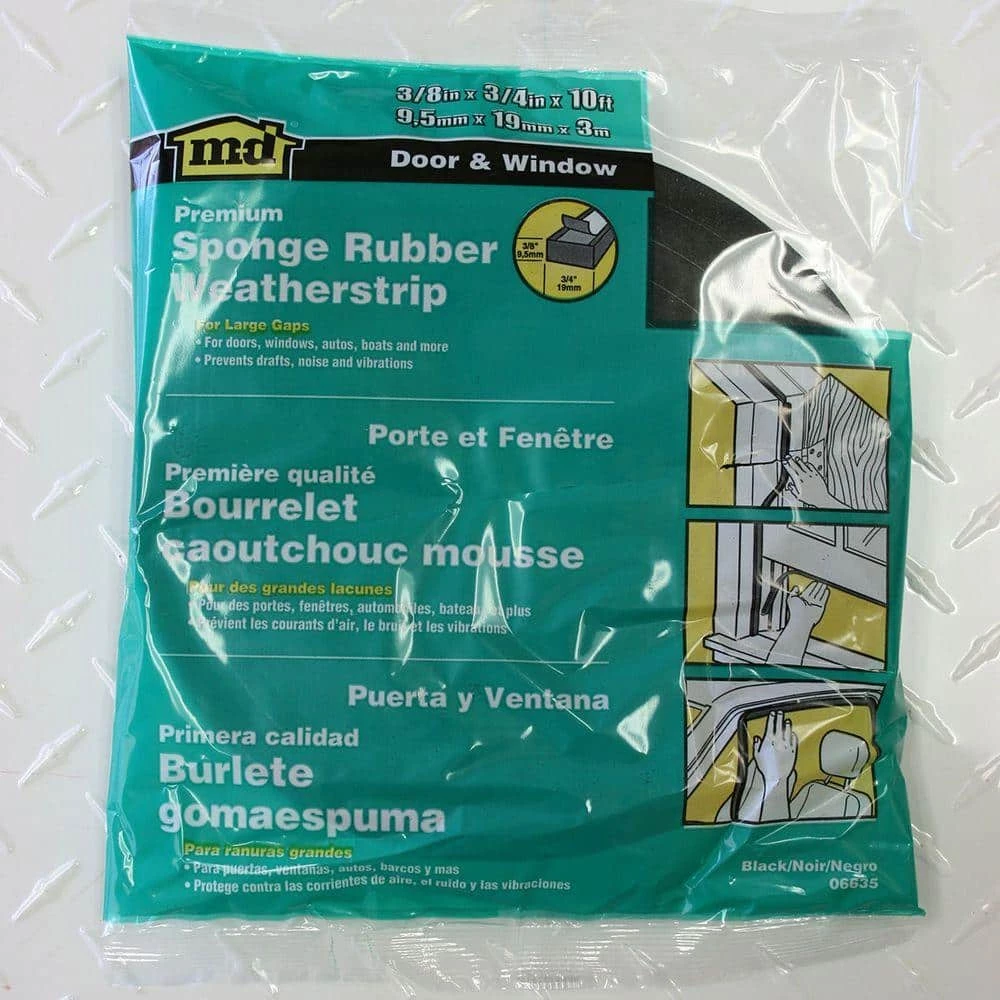 3/8in x 3/4in x 10ft
9,5mm x 19mm x 3m
md
®
Door & Window
Premium
Sponge Rubber
Weatherstrip
3/8"
9,5mm
3/4"
19mm
For Large Gaps
• For doors, windows, autos, boats and more
• Prevents drafts, noise and vibrations
Porte et Fenêtre
Première qualité
Bourrelet
caoutchouc mousse
Pour des grandes lacunes
• Pour des portes, fenêtres, automobiles, bateaux et plus
• Prévient les courants d'air, le bruit et les vibrations
Puerta y Ventana
Primera calidad
Burlete
gomaespuma
Para ranuras grandes
• Para puertas, ventanas, autos, barcos y mas
• Protege contra las corrientes de aire, el ruido y las vibraciones
Black/Noir/Negro
06635